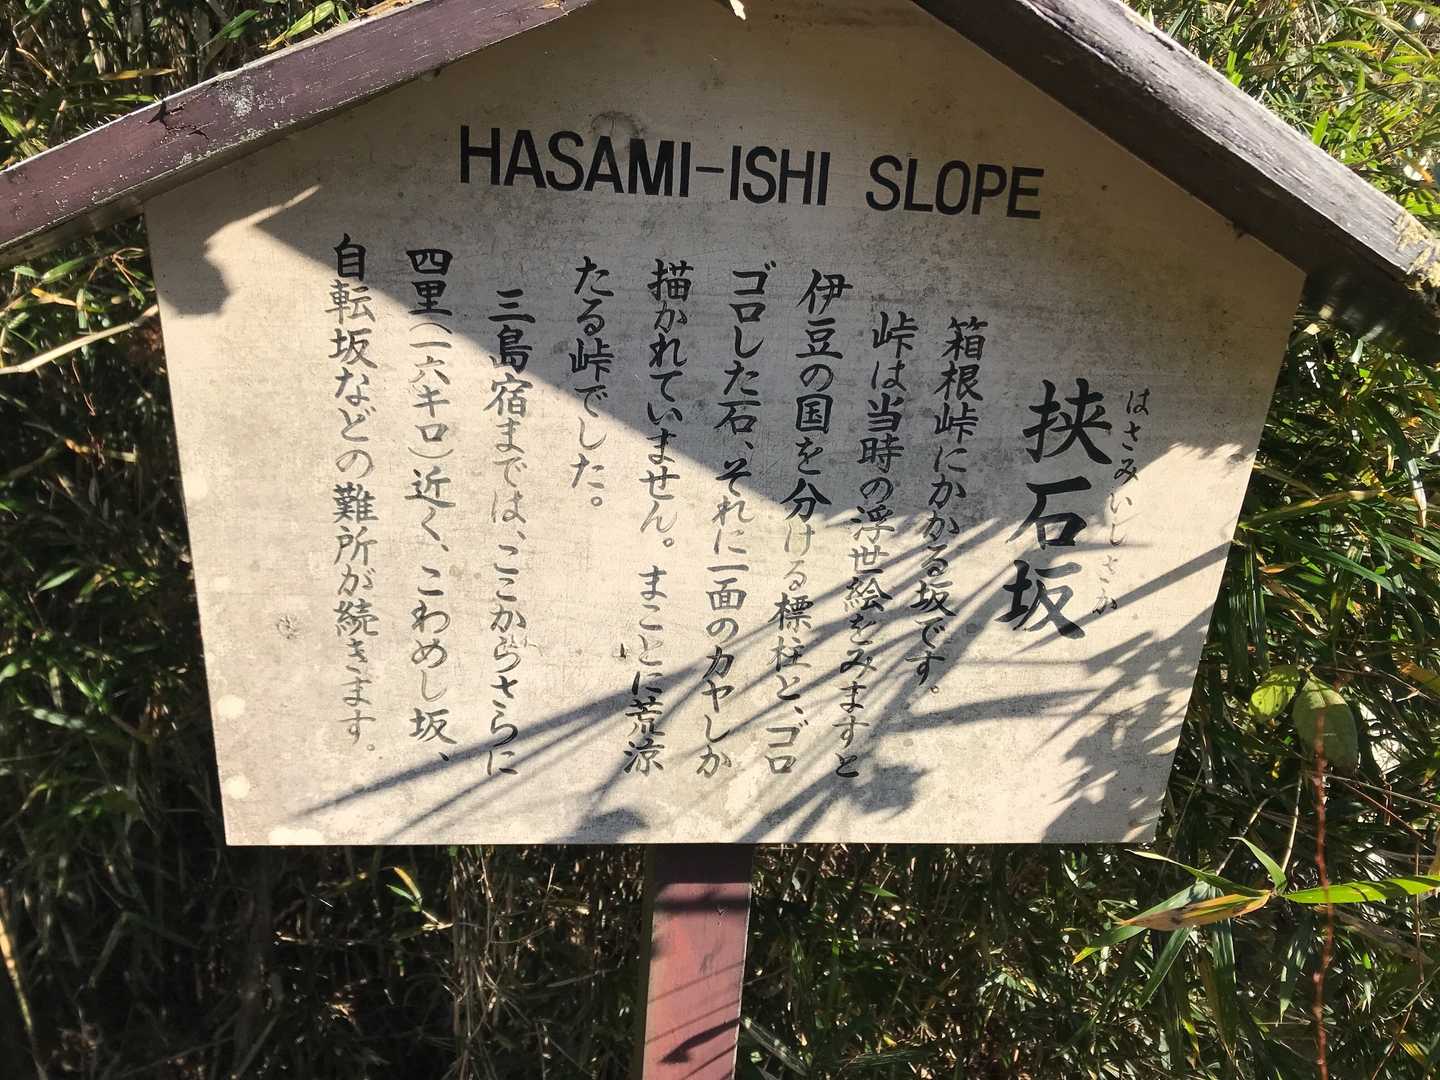 HASAMI-ISHI SLOPE
はさみいしざか
挟石坂
箱根峠にかかる坂です。
峠は当時の浮世絵をみますと
伊豆の国を分ける標柱と、ゴロ
ゴロした石、それに一面のカヤしか
描かれていません。まことに荒涼
たる峠でした。
三島宿までは、ここからさらに
四里(一六キロ)近く、こわめし坂、
自転坂などの難所が続きます。